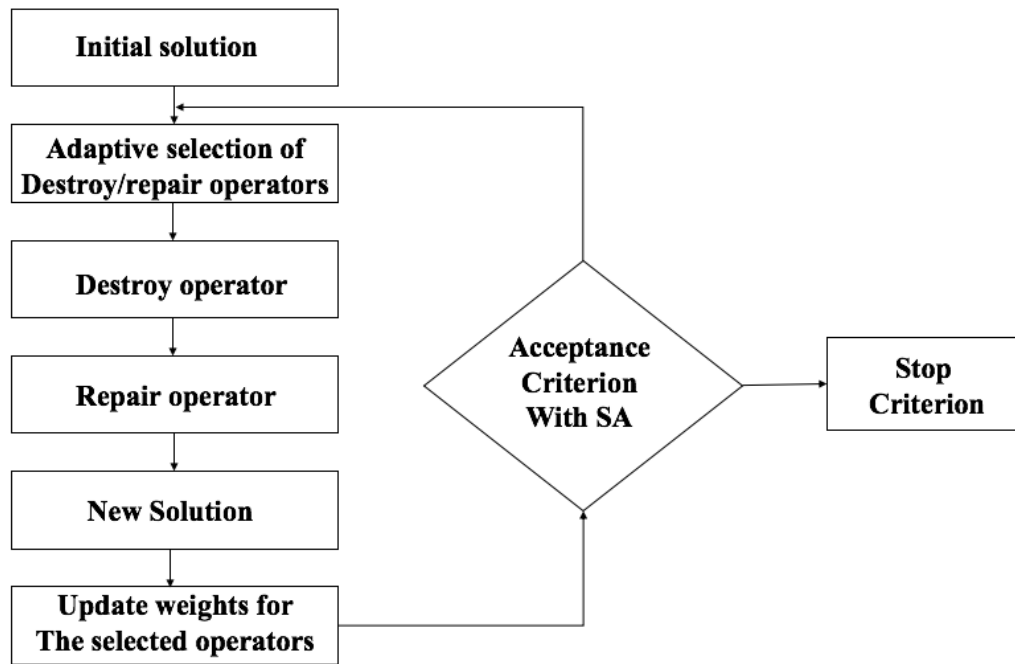 Initial solution
Adaptive selection of
Destroy/repair operators
Destroy operator
Repair operator
New Solution
Update weights for
The selected operators
Acceptance
Criterion
With SA
Stop
Criterion